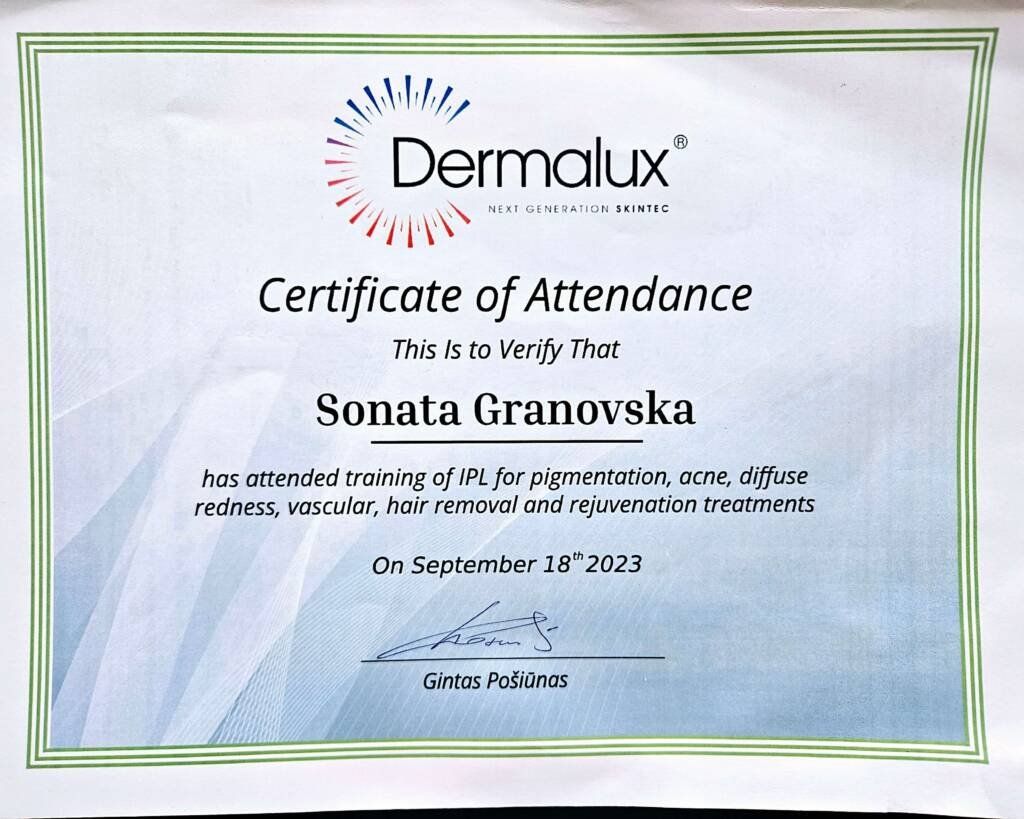 Dermalux®
NEXT GENERATION SKINTEC
Certificate of Attendance
This Is to Verify That
Sonata Granovska
has attended training of IPL for pigmentation, acne, diffuse
redness, vascular, hair removal and rejuvenation treatments
On September 18th 2023
Gintas Pošiūnas